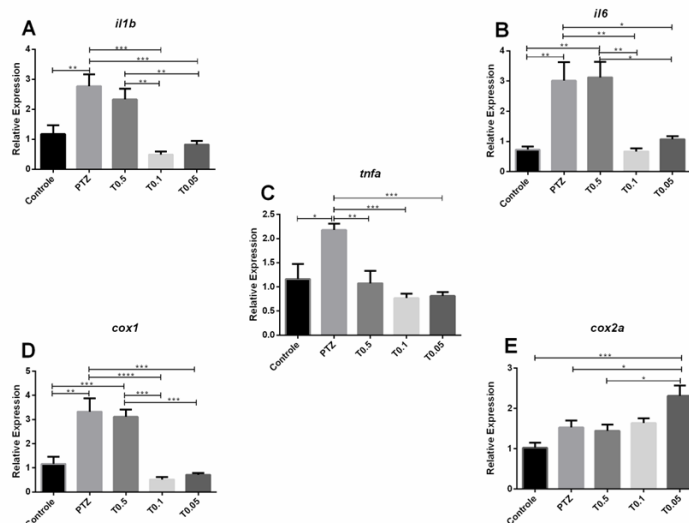 A
il1b
***
***
**
**
**
Relative Expression
4
3
2
1
0
Controle
PTZ
T0.5
T0.1
T0.05
B
il6
*
**
**
**
**
*
Relative Expression
5
4
3
2
1
0
Controle
PTZ
T0.5
T0.1
T0.05
C
tnfa
***
***
*
**
Relative Expression
2.5
2.0
1.5
1.0
0.5
0.0
Controle
PTZ
T0.5
T0.1
T0.05
D
cox1
***
****
***
**
***
***
Relative Expression
5
4
3
2
1
0
Controle
PTZ
T0.5
T0.1
T0.05
E
cox2a
***
*
*
Relative Expression
3
2
1
0
Controle
PTZ
T0.5
T0.1
T0.05